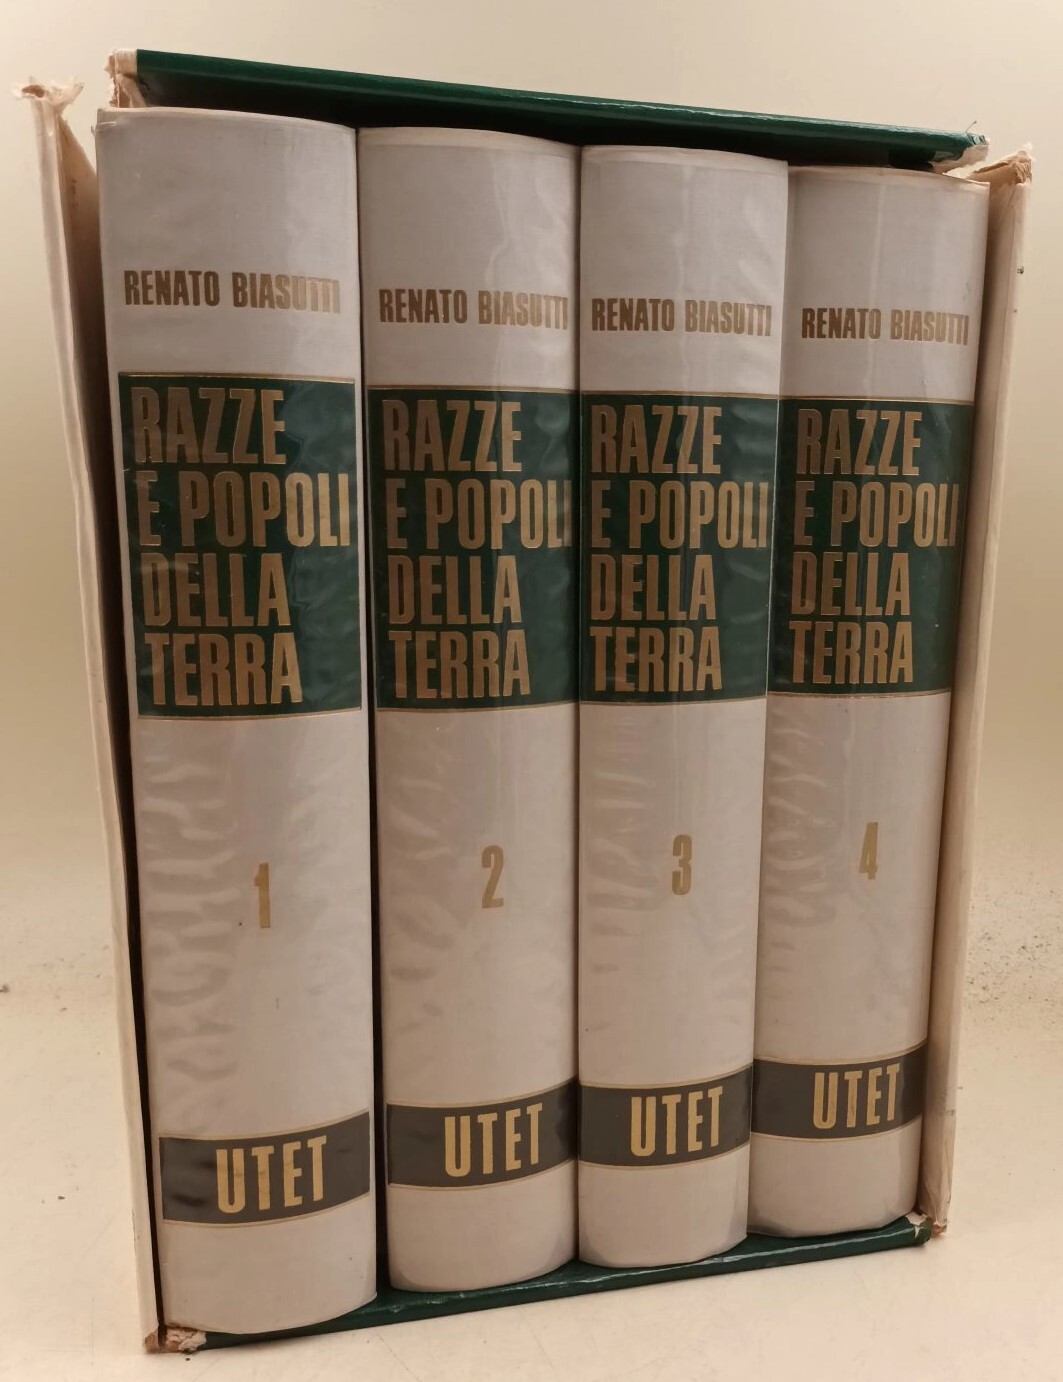 RENATO BIASUTTI
RAZZE
E POPOLI
DELLA
TERRA
1
UTET
RENATO BIASUTTI
RAZZE
E POPOLI
DELLA
TERRA
2
UTET
RENATO BIASUTTI
RAZZE
E POPOLI
DELLA
TERRA
3
UTET
RENATO BIASUTTI
RAZZE
E POPOLI
DELLA
TERRA
4
UTET